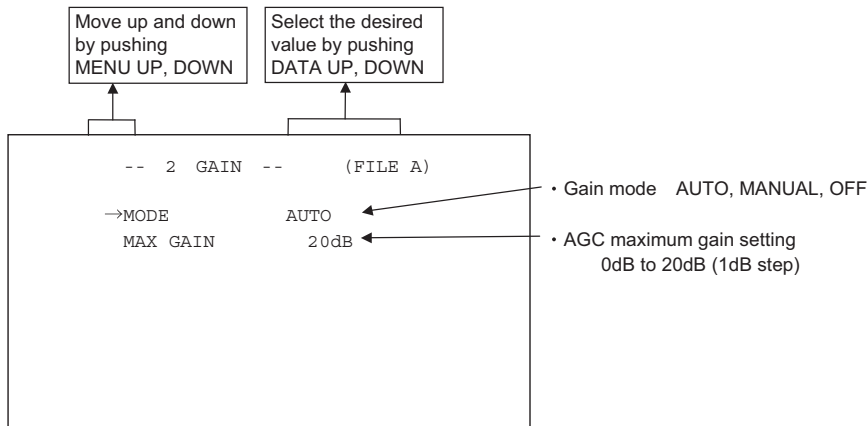 Move up and down
by pushing
MENU UP, DOWN
Select the desired
value by pushing
DATA UP, DOWN
-- 2 GAIN -- (FILE A)
→MODE AUTO
MAX GAIN 20dB
・Gain mode AUTO, MANUAL, OFF
・AGC maximum gain setting
0dB to 20dB (1dB step)